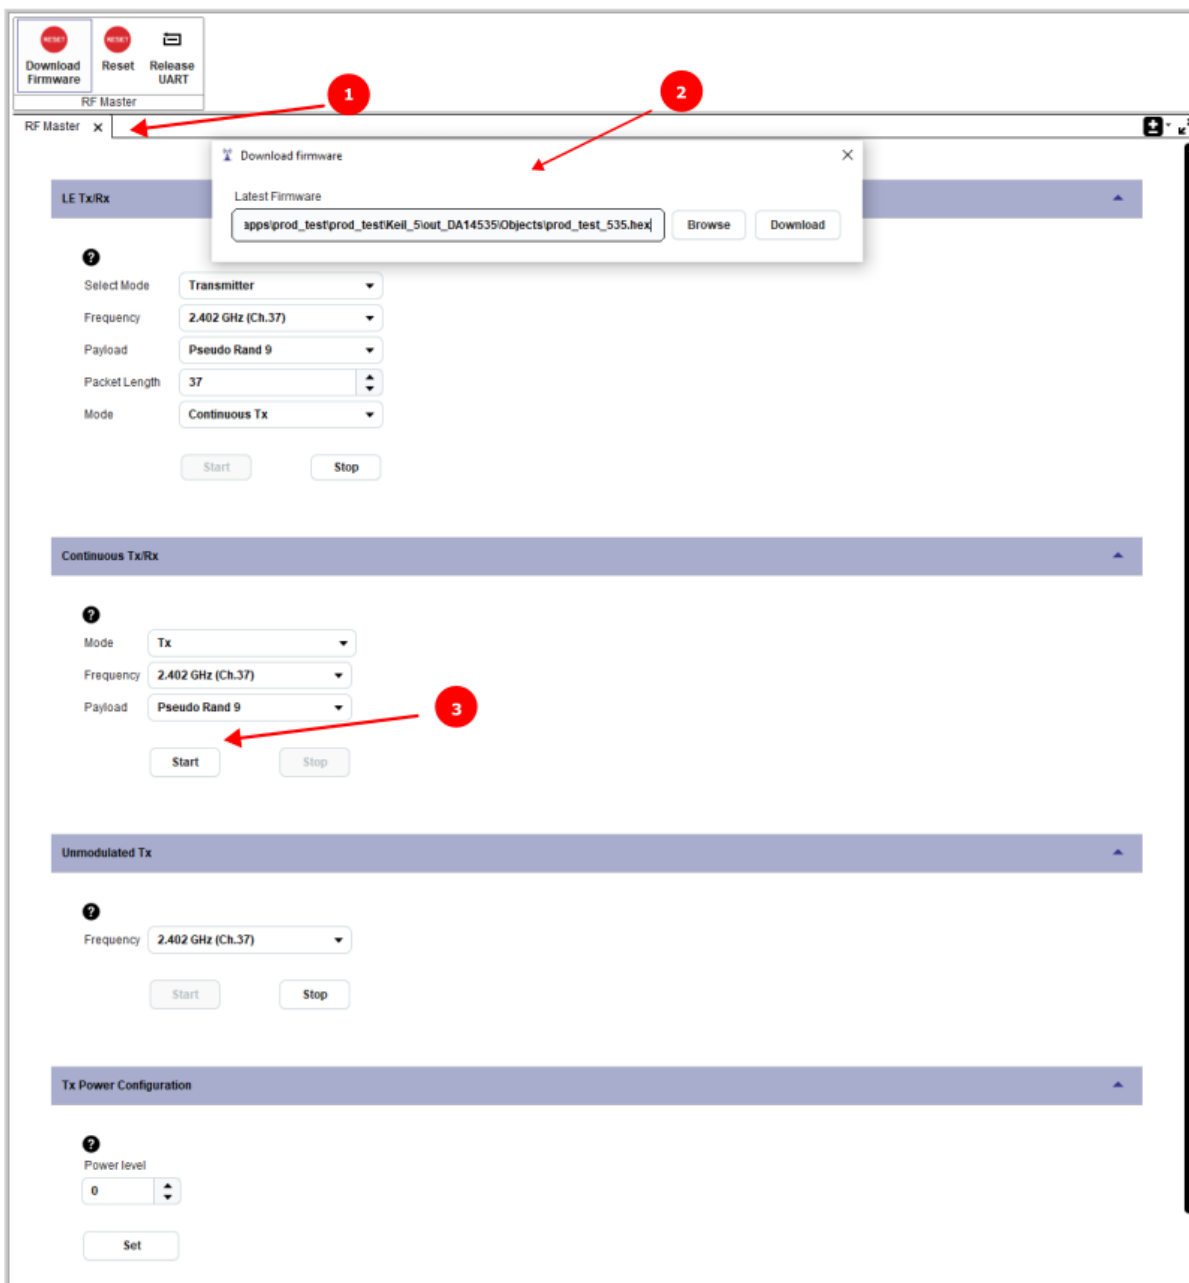 RESET RESET
Download Firmware Reset Release UART
RF Master
1
2
RF Master
Download firmware
Latest Firmware
apps\prod_test\prod_test\Keil_5\out_DA14535\Objects\prod_test_535.hex Browse Download
LE Tx/Rx
?
Select Mode Transmitter
Frequency 2.402 GHz (Ch.37)
Payload Pseudo Rand 9
Packet Length 37
Mode Continuous Tx
Start Stop
Continuous Tx/Rx
?
Mode Tx
Frequency 2.402 GHz (Ch.37)
Payload Pseudo Rand 9
3
Start Stop
Unmodulated Tx
?
Frequency 2.402 GHz (Ch.37)
Start Stop
Tx Power Configuration
?
Power level
0
Set